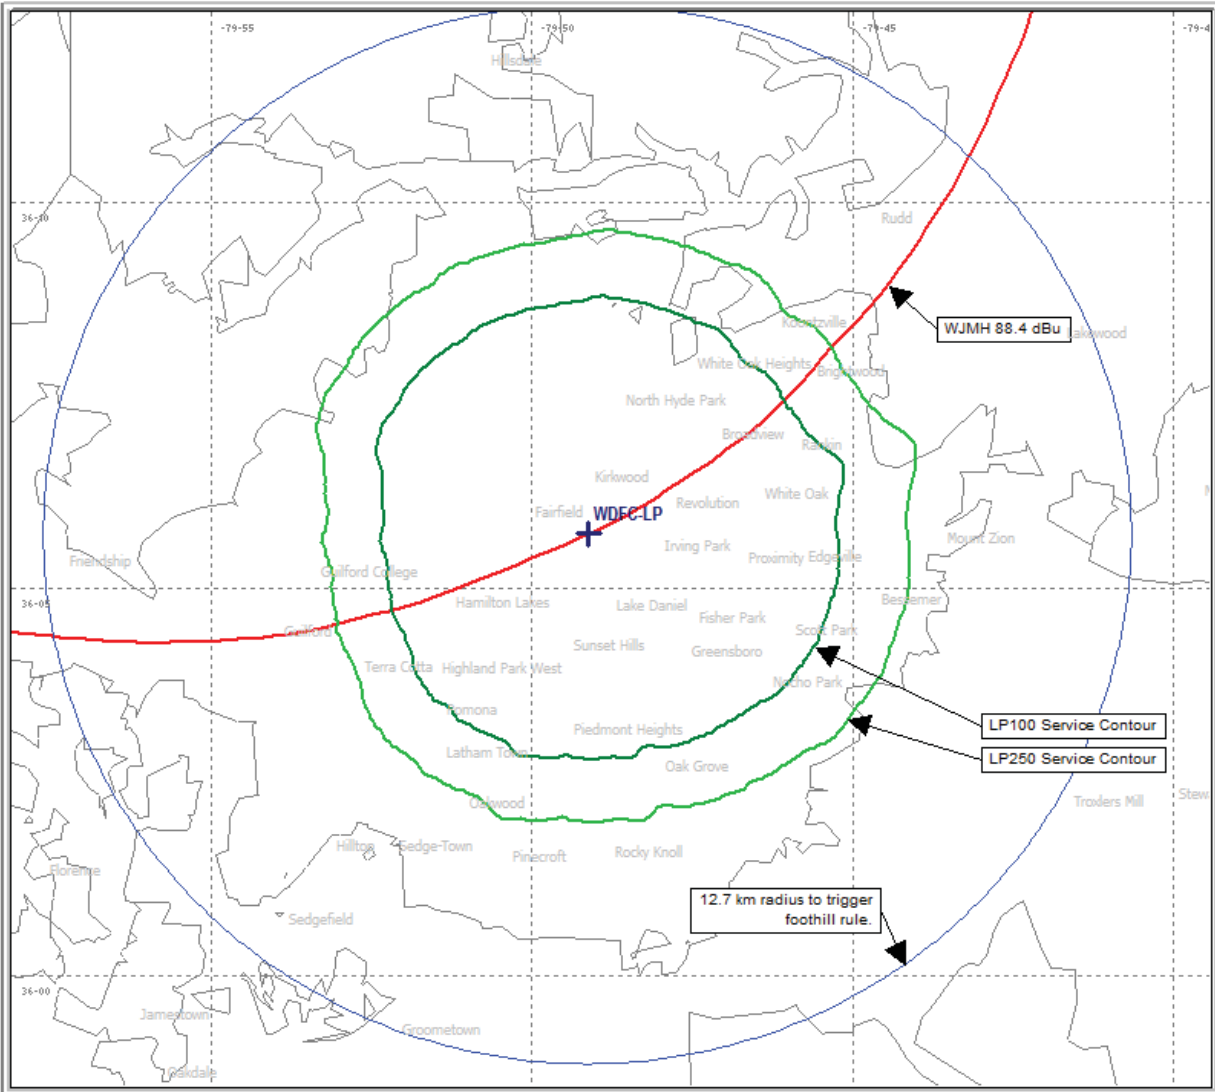 -79-55
-79-50
-79-45
-79-4
Hillsdale
36-10
Rudd
Kountzville
WJMH 88.4 dBu
Lakewood
White Oak Heights
Brightwood
North Hyde Park
Broadview
Rankin
Kirkwood
White Oak
Revolution
Fairfield
WDFC-LP
Mount Zion
Irving Park
Proximity
Edgeville
Friendship
Guilford College
Hamilton Lakes
Lake Daniel
Bessemer
36-05
Fisher Park
Guilford
Scott Park
Sunset Hills
Greensboro
Terra Cotta
Highland Park West
Nocho Park
Pomona
LP100 Service Contour
Piedmont Heights
Latham Town
LP250 Service Contour
Oak Grove
Oakwood
Troxlers Mill
Stew
Hilltop
Sedge-Town
Pinecroft
Rocky Knoll
Florence
12.7 km radius to trigger
foothill rule.
Sedgefield
36-00
Jamestown
Groometown
Oakdale